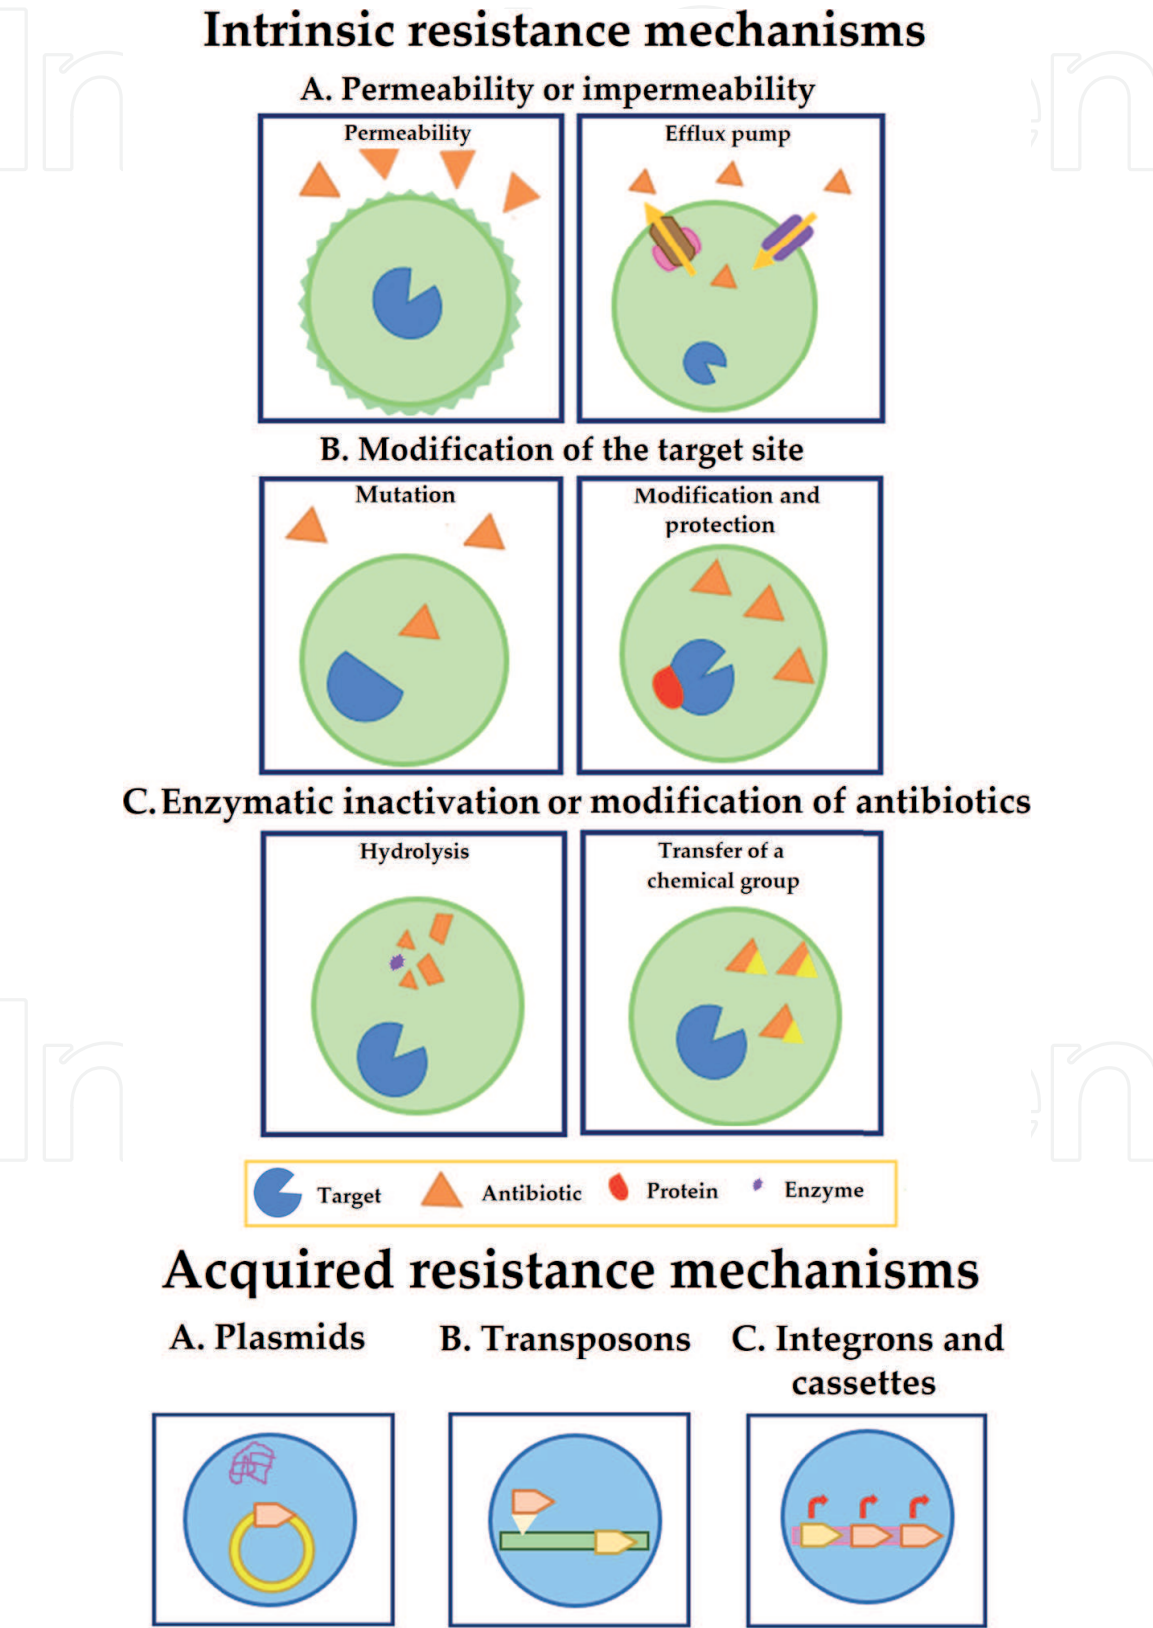 Intrinsic resistance mechanisms
A. Permeability or impermeability
Permeability
Efflux pump
B. Modification of the target site
Mutation
Modification and
protection
C. Enzymatic inactivation or modification of antibiotics
Hydrolysis
Transfer of a
chemical group
Target
Antibiotic
Protein
Enzyme
Acquired resistance mechanisms
A. Plasmids
B. Transposons
C. Integrons and
cassettes